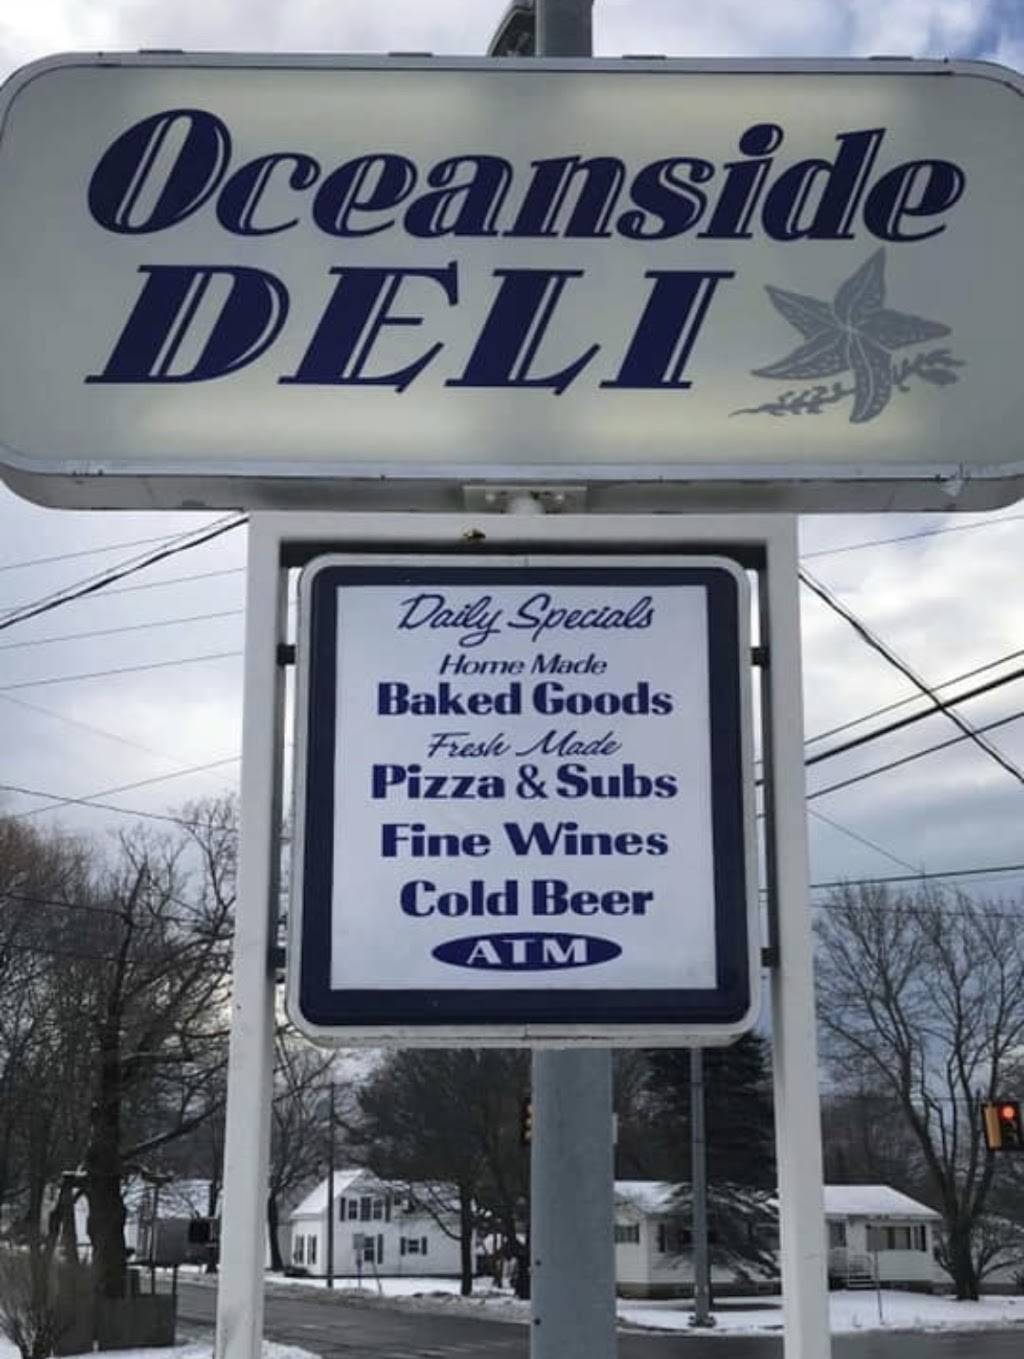 Oceanside
DELI
Daily Specials
Home Made
Baked Goods
Fresh Made
Pizza & Subs
Fine Wines
Cold Beer
ATM